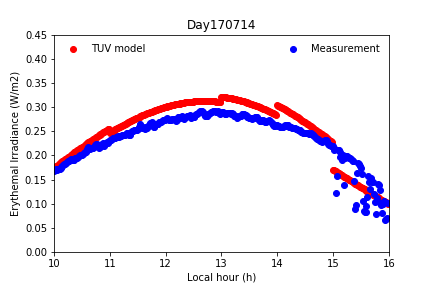 Day170714
TUV model
Measurement
Erythemal Irradiance (W/m2)
0.45
0.40
0.35
0.30
0.25
0.20
0.15
0.10
0.05
0.00
10 11 12 13 14 15 16
Local hour (h)